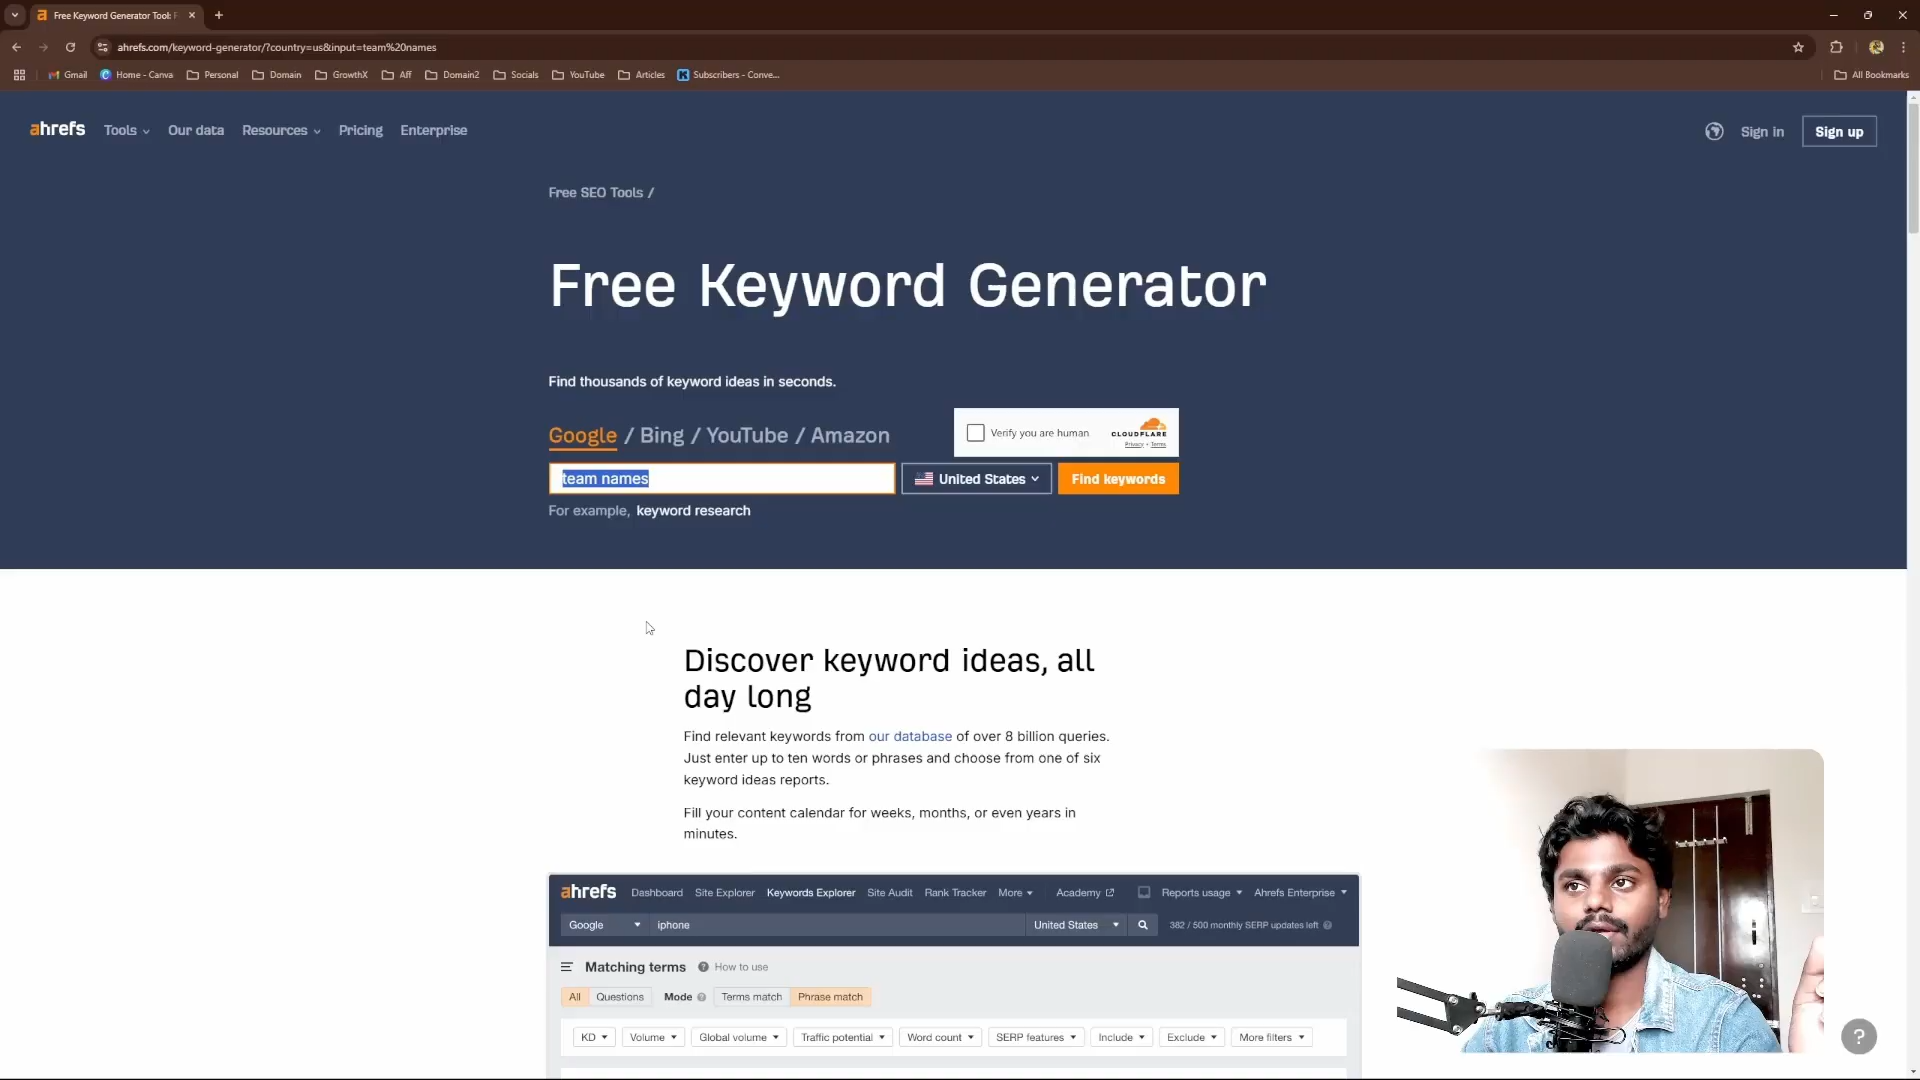 Free Keyword Generator Tool: F
ahrefs.com/keyword-generator/?country=us&input=team%20names
Gmail Home - Canva Personal Domain GrowthX Aff Domain2 Socials YouTube Articles Subscribers - Conve... All Bookmarks
ahrefs Tools Our data Resources Pricing Enterprise Sign in Sign up
Free SEO Tools /
Free Keyword Generator
Find thousands of keyword ideas in seconds.
Google / Bing / YouTube / Amazon
Verify you are human
CLOUDFLARE
Privacy • Terms
team names United States Find keywords
For example, keyword research
Discover keyword ideas, all
day long
Find relevant keywords from our database of over 8 billion queries.
Just enter up to ten words or phrases and choose from one of six
keyword ideas reports.
Fill your content calendar for weeks, months, or even years in
minutes.
ahrefs Dashboard Site Explorer Keywords Explorer Site Audit Rank Tracker More Academy Reports usage Ahrefs Enterprise
Google iphone United States 382 / 500 monthly SERP updates left ?
Matching terms ? How to use
All Questions Mode ? Terms match Phrase match
KD Volume Global volume Traffic potential Word count SERP features Include Exclude More filters
?